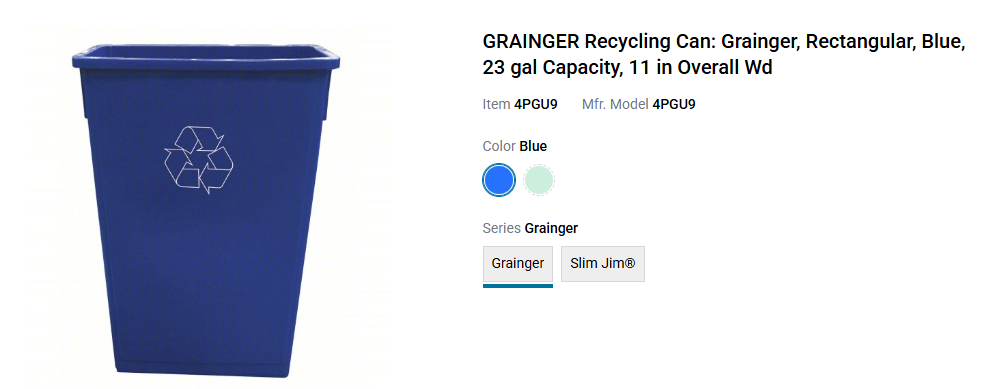 GRAINGER Recycling Can: Grainger, Rectangular, Blue,
23 gal Capacity, 11 in Overall Wd
Item 4PGU9 Mfr. Model 4PGU9
Color Blue
Series Grainger
Grainger Slim Jim®